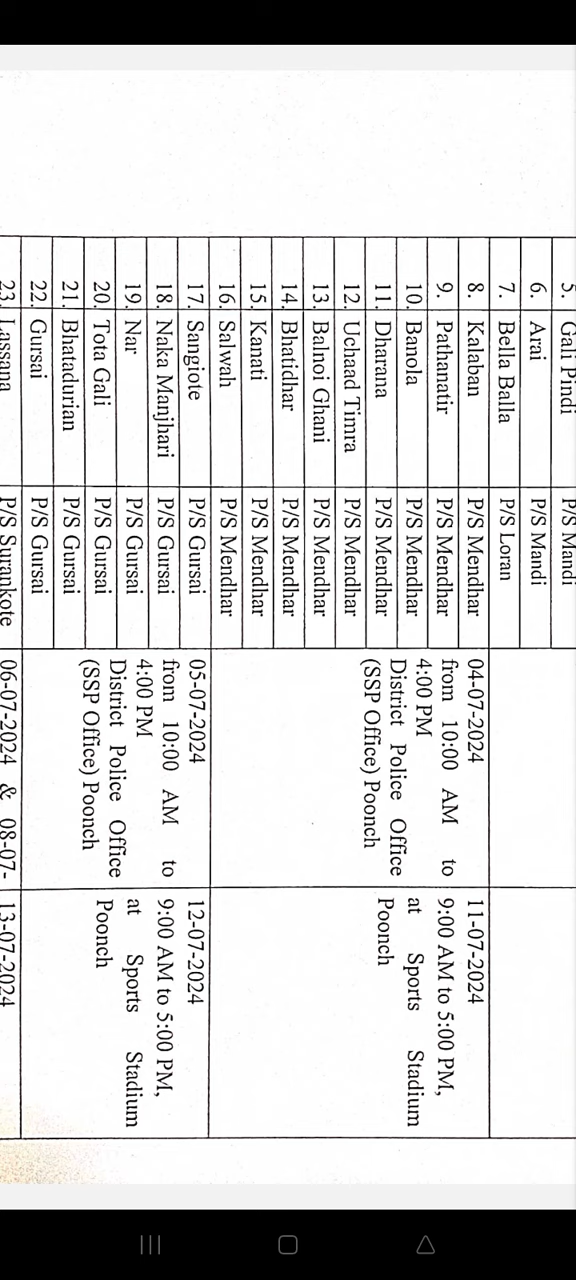 5. Gali Pindi P/S Mandi
6. Arai P/S Mandi
7. Bella Balla P/S Loran
8. Kalaban P/S Mendhar
9. Pathanatir P/S Mendhar
10. Banola P/S Mendhar
11. Dharana P/S Mendhar
12. Uchaad Timra P/S Mendhar
13. Balnoi Ghani P/S Mendhar
14. Bhatidhar P/S Mendhar
15. Kanati P/S Mendhar
16. Salwah P/S Mendhar
04-07-2024
from 10:00 AM to
4:00 PM
District Police Office
(SSP Office) Poonch
11-07-2024
9:00 AM to 5:00 PM,
at Sports Stadium
Poonch
17. Sangiote P/S Gursai
18. Naka Manjhari P/S Gursai
19. Nar P/S Gursai
20. Tota Gali P/S Gursai
21. Bhatadurian P/S Gursai
22. Gursai P/S Gursai
05-07-2024
from 10:00 AM to
4:00 PM
District Police Office
(SSP Office) Poonch
12-07-2024
9:00 AM to 5:00 PM,
at Sports Stadium
Poonch
23. Lassana P/S Surankote 06-07-2024 & 08-07- 13-07-2024